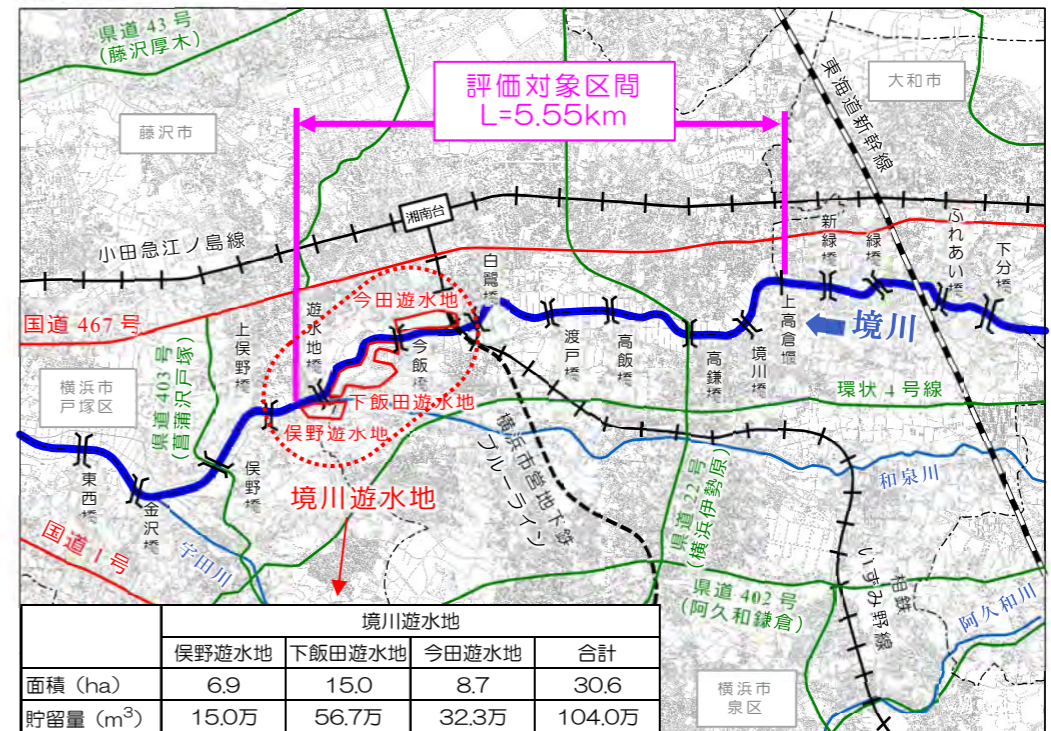 県道 43 号
(藤沢厚木)
評価対象区間
L=5.55km
東海道新幹線
大和市
藤沢市
小田急江ノ島線
湘南台
国道 467 号
今田遊水地
白鷺橋
新緑橋
緑橋
ふれあい橋
下分橋
遊水地橋
上俣野橋
今飯橋
渡戸橋
高飯橋
高鎌橋
境川橋
上高倉堰
境川
横浜市
戸塚区
県道 403 号
(菖蒲沢戸塚)
下飯田遊水地
俣野遊水地
環状 4 号線
境川遊水地
横浜市営地下鉄
ブルーライン
県道 22 号
(横浜伊勢原)
和泉川
東西橋
金沢橋
俣野橋
国道 1 号
宇田川
県道 402 号
(阿久和鎌倉)
相鉄
いずみ野線
阿久和川
横浜市
泉区
境川遊水地
俣野遊水地 下飯田遊水地 今田遊水地 合計
面積（ha） 6.9 15.0 8.7 30.6
貯留量（m³） 15.0万 56.7万 32.3万 104.0万